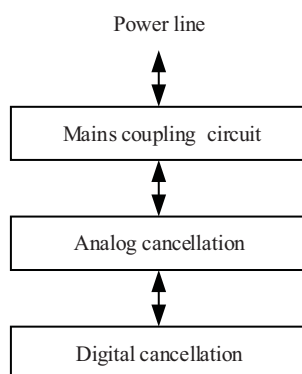 Power line
Mains coupling circuit
Analog cancellation
Digital cancellation